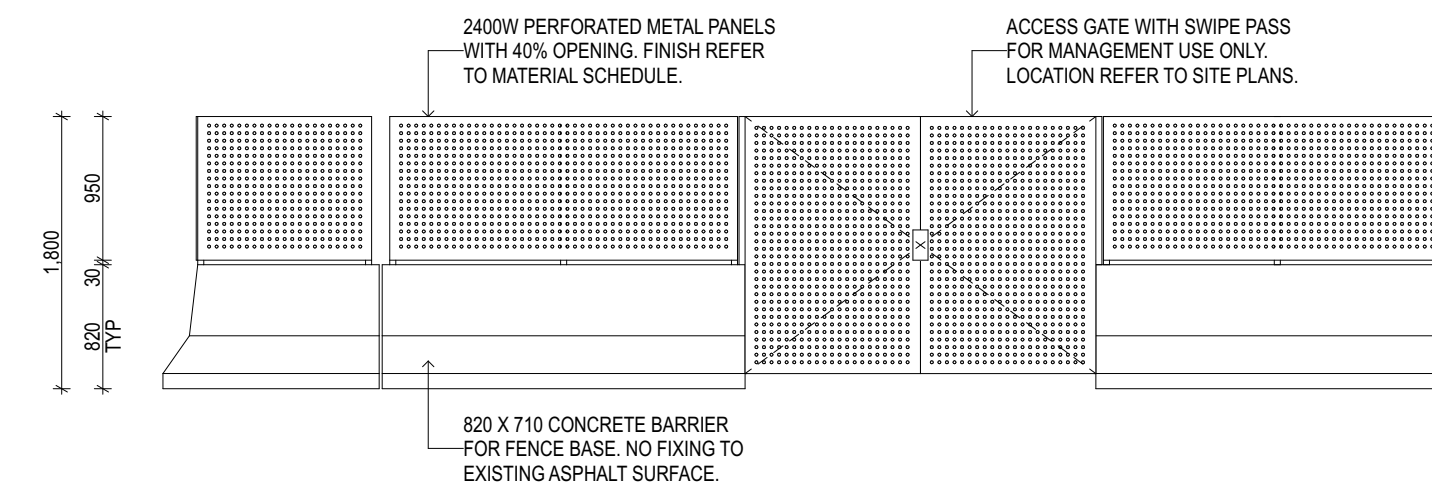 2400W PERFORATED METAL PANELS
WITH 40% OPENING. FINISH REFER
TO MATERIAL SCHEDULE.
ACCESS GATE WITH SWIPE PASS
FOR MANAGEMENT USE ONLY.
LOCATION REFER TO SITE PLANS.
1,800
950
30
820
TYP
X
820 X 710 CONCRETE BARRIER
FOR FENCE BASE. NO FIXING TO
EXISTING ASPHALT SURFACE.